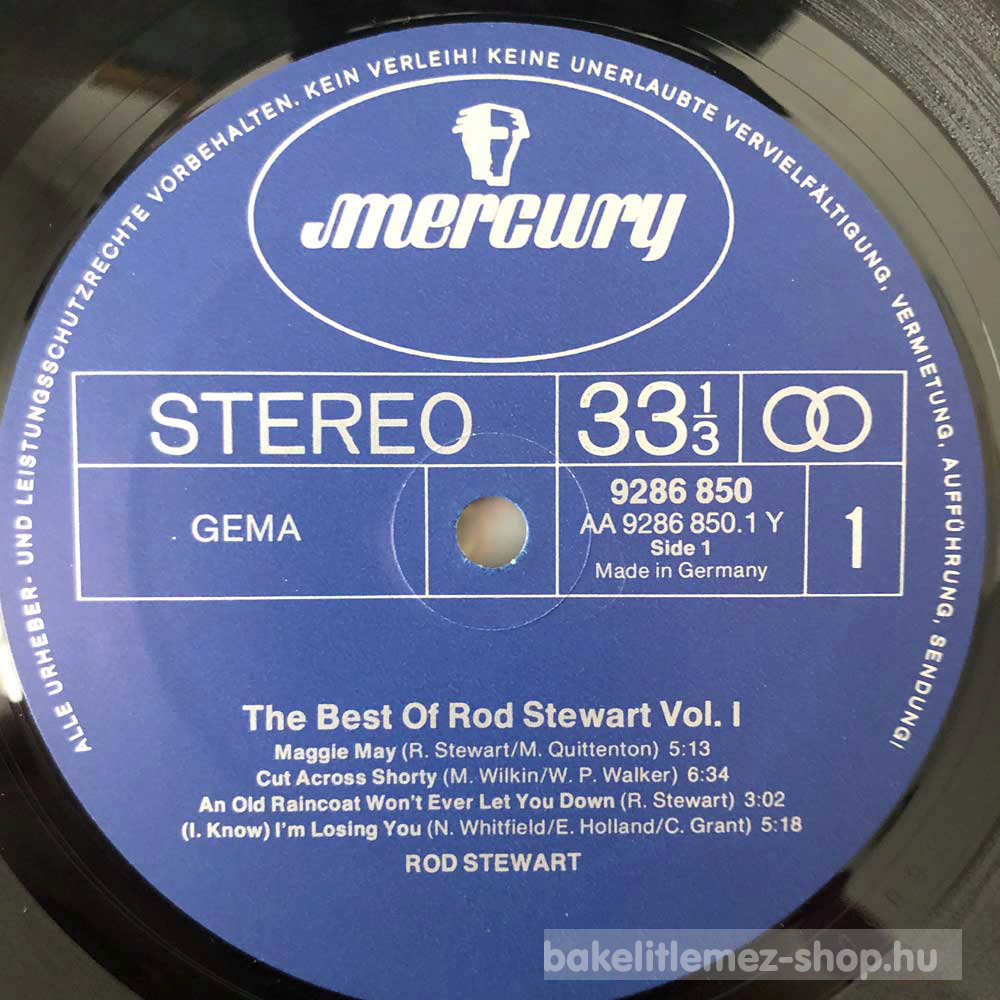 ALLE URHEBER- UND LEISTUNGSSCHUTZRECHTE VORBEHALTEN. KEIN VERLEIH! KEINE UNERLAUBTE VERVIELFÄLTIGUNG, VERMIETUNG, AUFFÜHRUNG, SENDUNG!
mercury
STEREO
33 1/3
GEMA
9286 850
AA 9286 850.1 Y
Side 1
Made in Germany
1
The Best Of Rod Stewart Vol. I
Maggie May (R. Stewart/M. Quittenton) 5:13
Cut Across Shorty (M. Wilkin/W. P. Walker) 6:34
An Old Raincoat Won't Ever Let You Down (R. Stewart) 3:02
(I. Know) I'm Losing You (N. Whitfield/E. Holland/C. Grant) 5:18
ROD STEWART
bakelitlemez-shop.hu